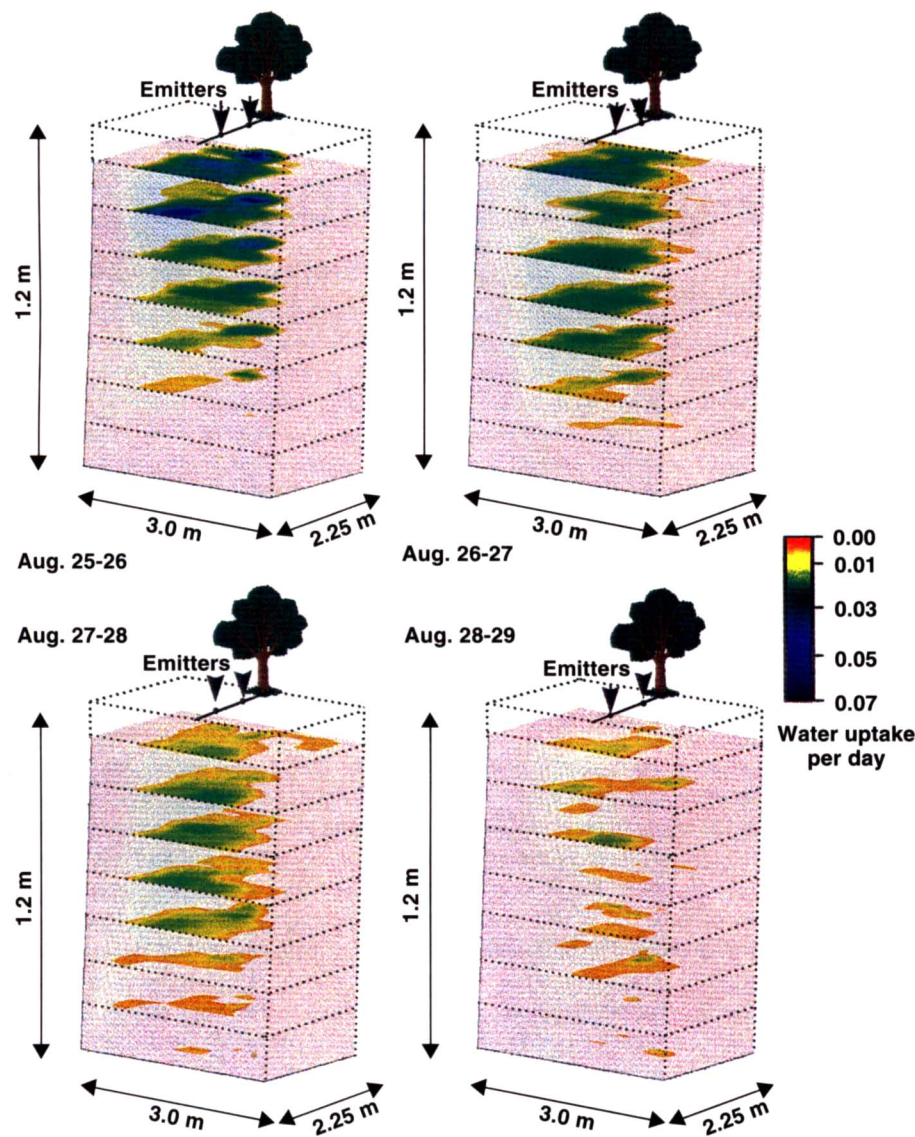 Emitters
1.2 m
3.0 m
2.25 m
Aug. 25-26
Emitters
1.2 m
3.0 m
2.25 m
Aug. 26-27
0.00
0.01
0.03
0.05
0.07
Water uptake
per day
Aug. 27-28
Emitters
1.2 m
3.0 m
2.25 m
Aug. 28-29
Emitters
1.2 m
3.0 m
2.25 m